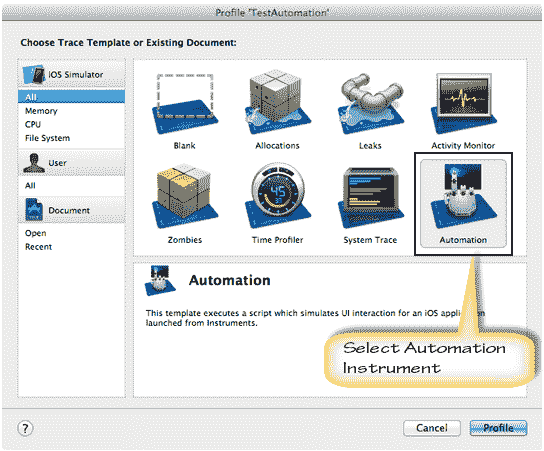 Profile 'TestAutomation'
Choose Trace Template or Existing Document:
iOS Simulator
All
Memory
CPU
File System
User
All
Document
Open
Recent
Blank
Allocations
Leaks
Activity Monitor
45
Zombies
Time Profiler
System Trace
Automation
Automation
This template executes a script which simulates UI interaction for an iOS application
launched from Instruments.
Select Automation
Instrument
?
Cancel
Profile